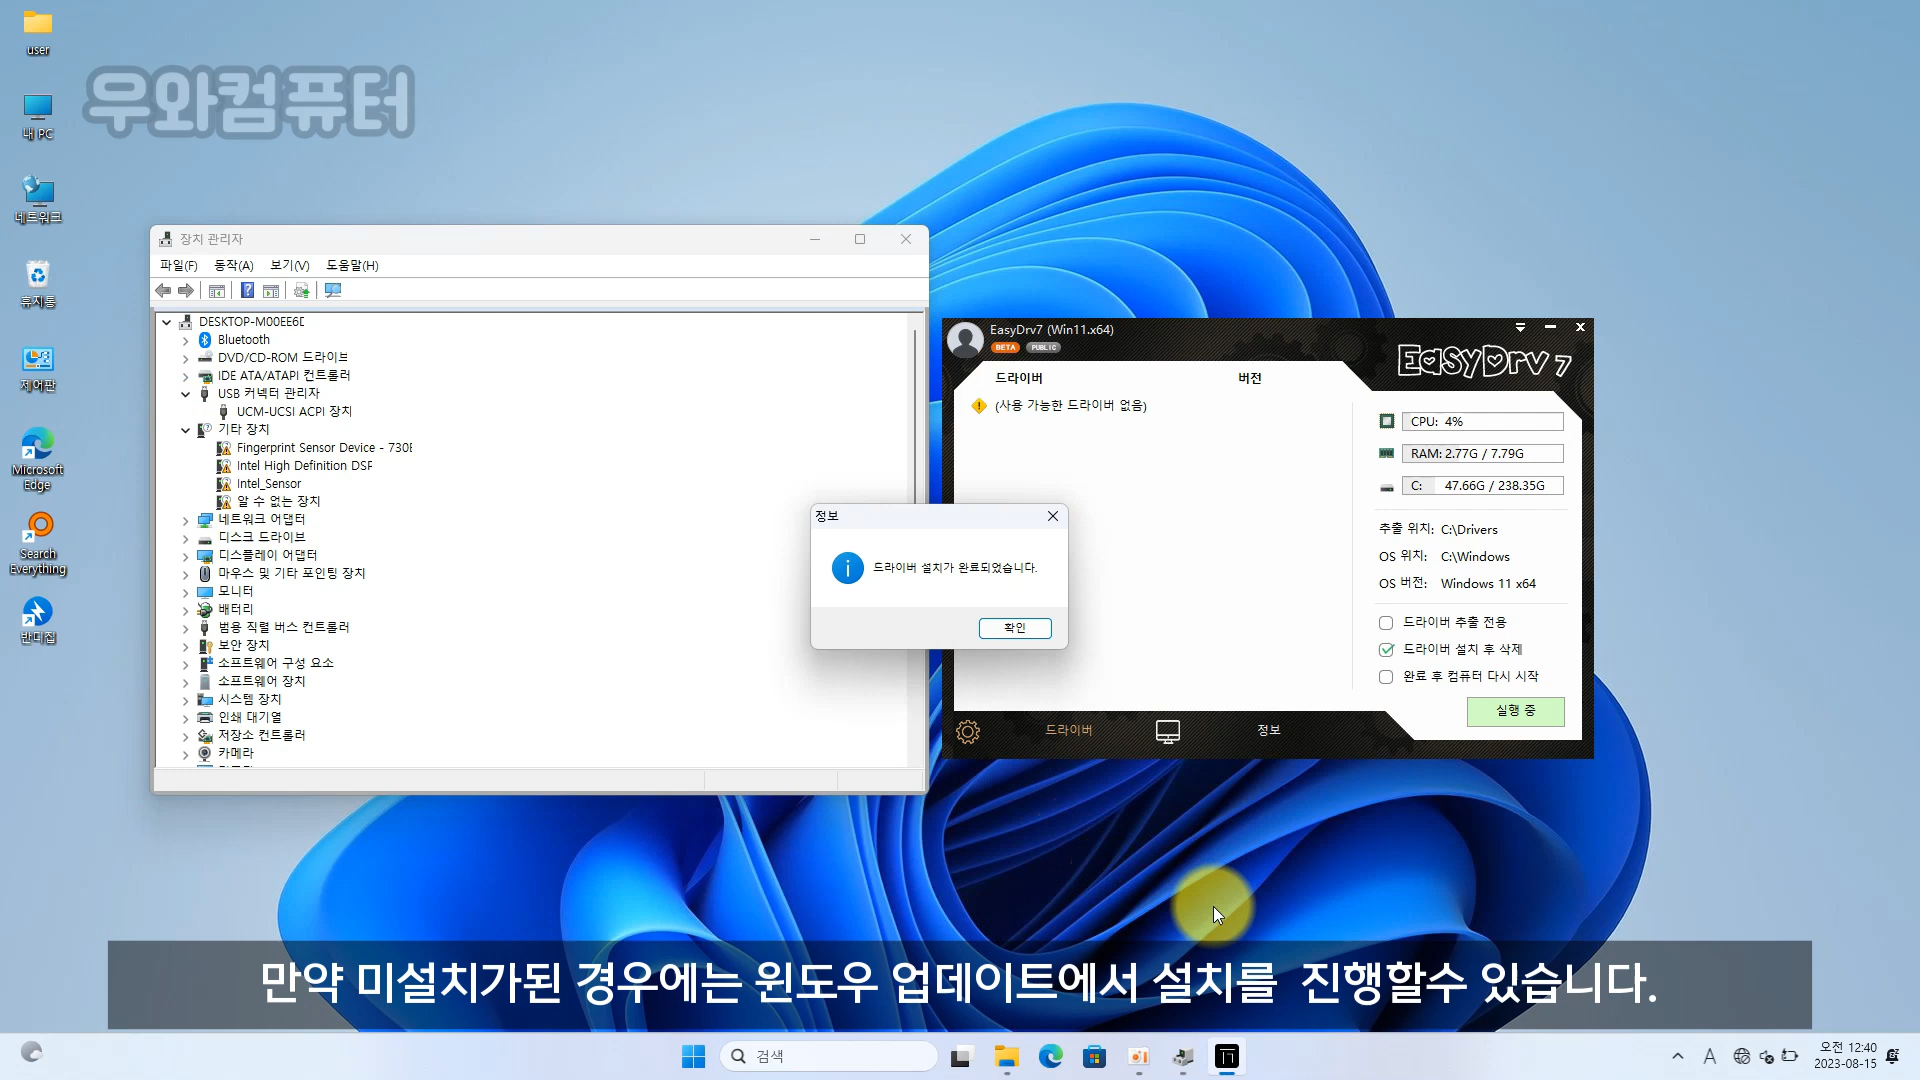 user
내 PC
네트워크
휴지통
제어판
Microsoft
Edge
Search
Everything
반디집
우와컴퓨터
장치 관리자
파일(F) 동작(A) 보기(V) 도움말(H)
DESKTOP-M00EE6D
Bluetooth
DVD/CD-ROM 드라이브
IDE ATA/ATAPI 컨트롤러
USB 커넥터 관리자
UCM-UCSI ACPI 장치
기타 장치
Fingerprint Sensor Device - 730B
Intel High Definition DSP
Intel_Sensor
알 수 없는 장치
네트워크 어댑터
디스크 드라이브
디스플레이 어댑터
마우스 및 기타 포인팅 장치
모니터
배터리
범용 직렬 버스 컨트롤러
보안 장치
소프트웨어 구성 요소
소프트웨어 장치
시스템 장치
인쇄 대기열
저장소 컨트롤러
카메라
정보
드라이버 설치가 완료되었습니다.
확인
EasyDrv7 (Win11.x64)
BETA PUBLIC
EasyDrv 7
드라이버 버전
(사용 가능한 드라이버 없음)
CPU: 4%
RAM: 2.77G / 7.79G
C: 47.66G / 238.35G
추출 위치: C:\Drivers
OS 위치: C:\Windows
OS 버전: Windows 11 x64
드라이버 추출 전용
드라이버 설치 후 삭제
완료 후 컴퓨터 다시 시작
실행 중
드라이버 정보
만약 미설치가된 경우에는 윈도우 업데이트에서 설치를 진행할수 있습니다.
검색
A
오전 12:40
2023-08-15